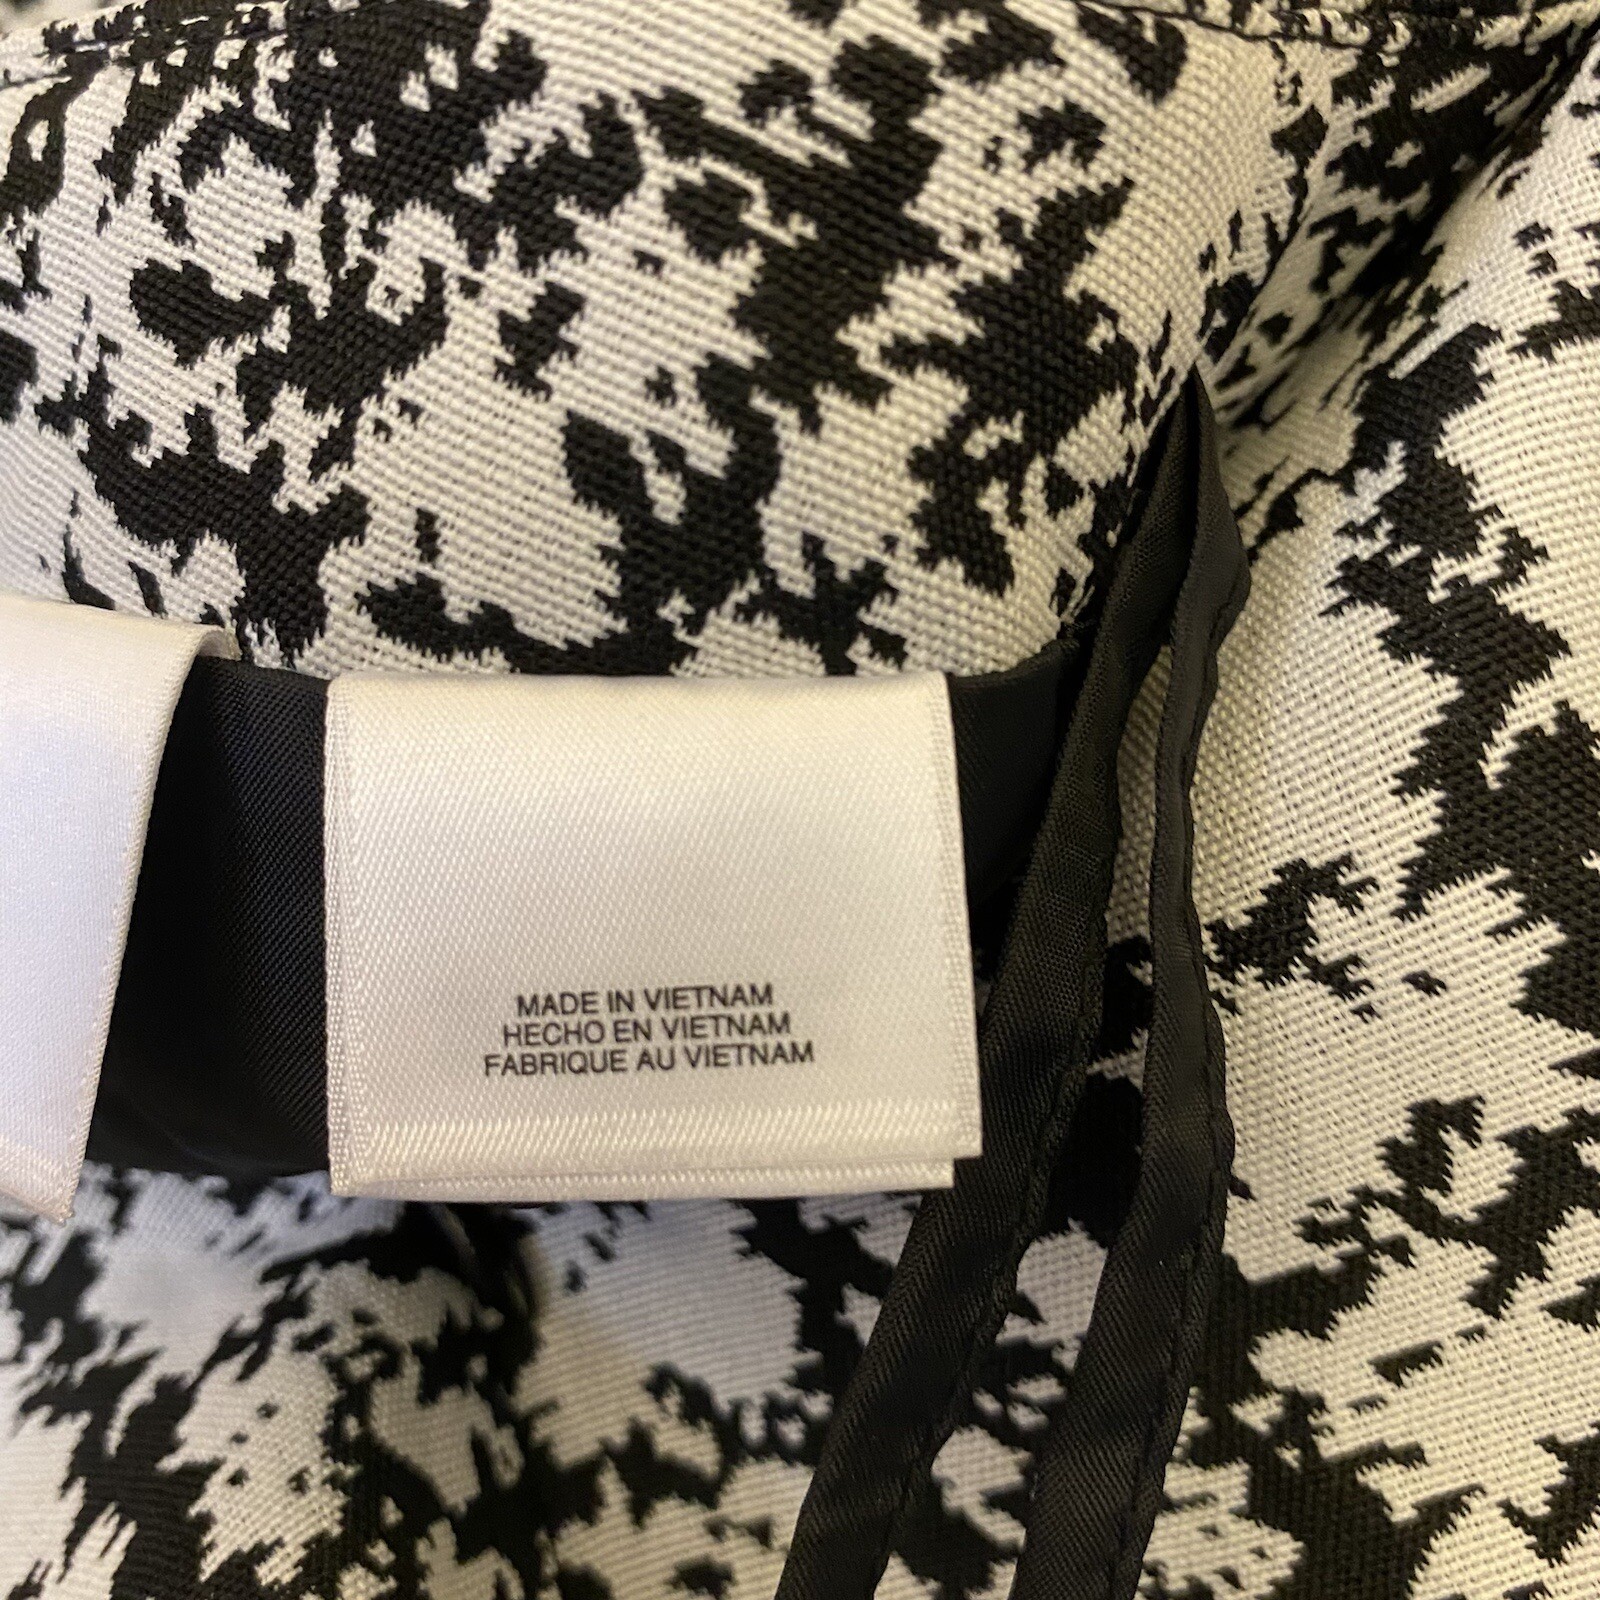 MADE IN VIETNAM
HECHO EN VIETNAM
FABRIQUE AU VIETNAM